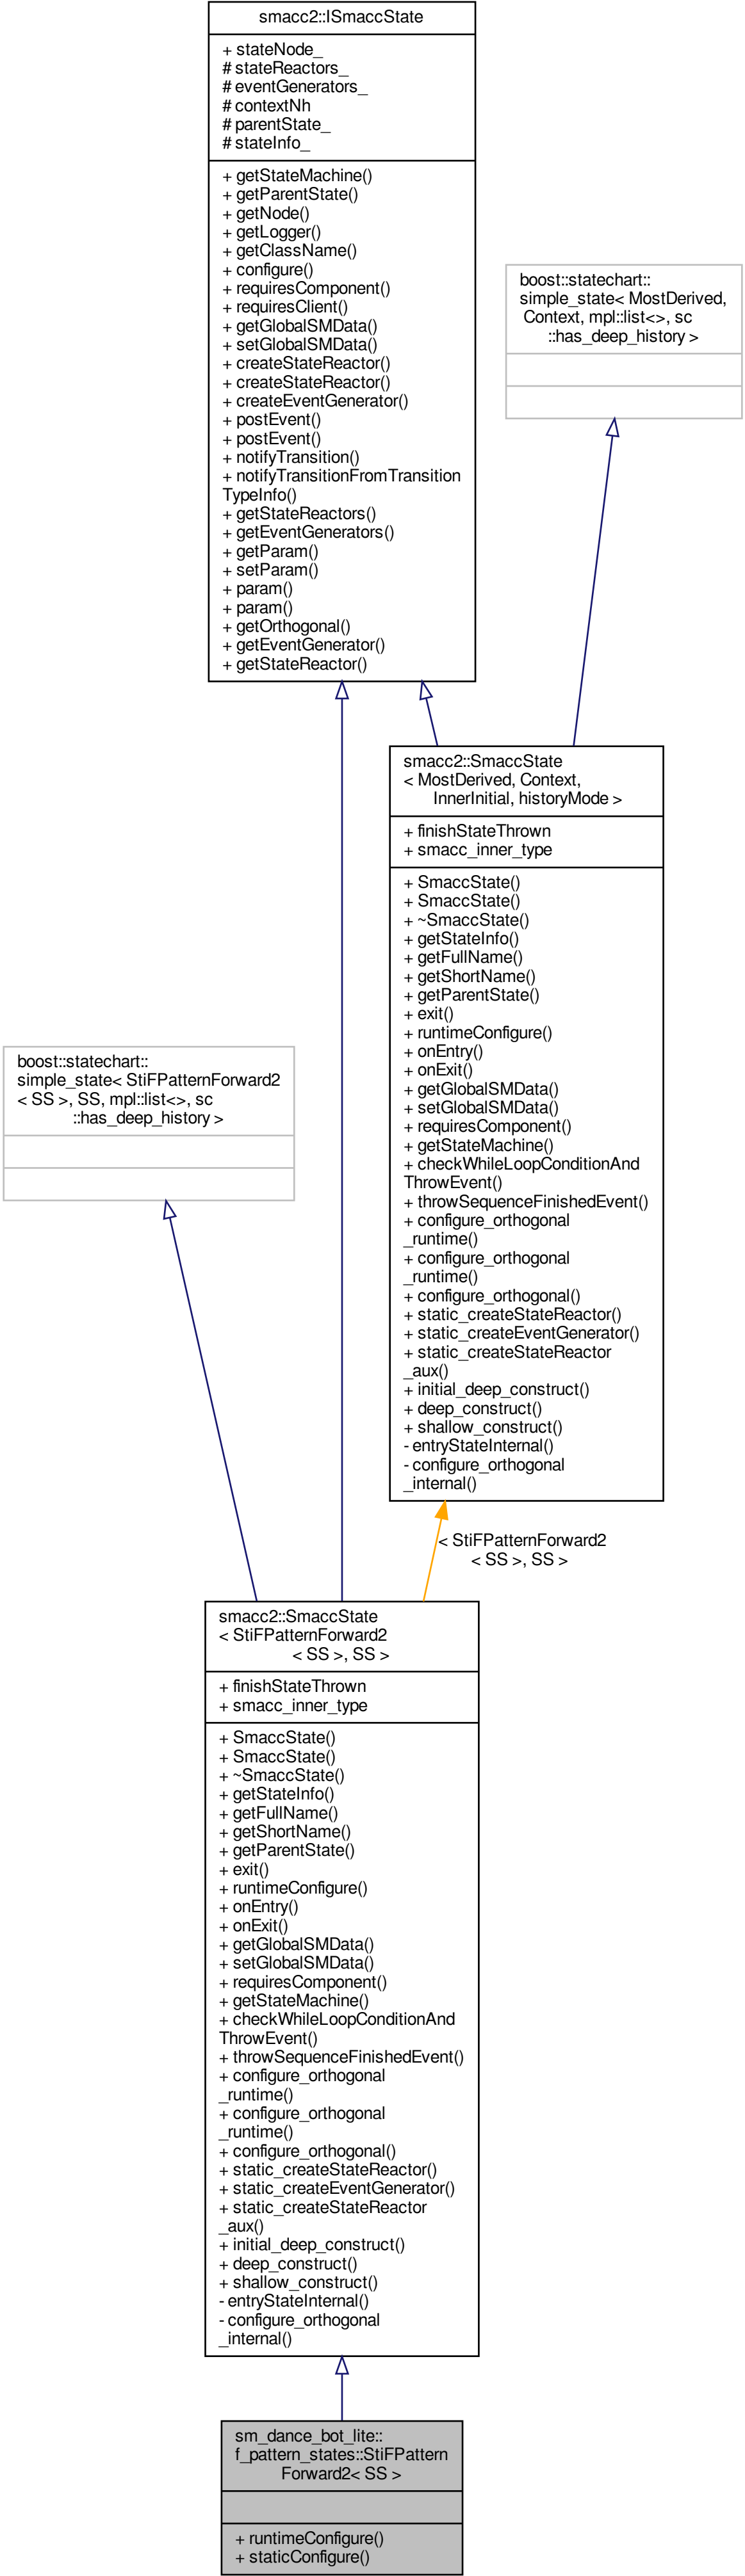 smacc2::ISmaccState
+ stateNode_
# stateReactors_
# eventGenerators_
# contextNh
# parentState_
# stateInfo_
+ getStateMachine()
+ getParentState()
+ getNode()
+ getLogger()
+ getClassName()
+ configure()
+ requiresComponent()
+ requiresClient()
+ getGlobalSMData()
+ setGlobalSMData()
+ createStateReactor()
+ createStateReactor()
+ createEventGenerator()
+ postEvent()
+ postEvent()
+ notifyTransition()
+ notifyTransitionFromTransition
TypeInfo()
+ getStateReactors()
+ getEventGenerators()
+ getParam()
+ setParam()
+ param()
+ param()
+ getOrthogonal()
+ getEventGenerator()
+ getStateReactor()
boost::statechart::
simple_state< MostDerived,
Context, mpl::list<>, sc
::has_deep_history >
smacc2::SmaccState
< MostDerived, Context,
InnerInitial, historyMode >
+ finishStateThrown
+ smacc_inner_type
+ SmaccState()
+ SmaccState()
+ ~SmaccState()
+ getStateInfo()
+ getFullName()
+ getShortName()
+ getParentState()
+ exit()
+ runtimeConfigure()
+ onEntry()
+ onExit()
+ getGlobalSMData()
+ setGlobalSMData()
+ requiresComponent()
+ getStateMachine()
+ checkWhileLoopConditionAnd
ThrowEvent()
+ throwSequenceFinishedEvent()
+ configure_orthogonal
_runtime()
+ configure_orthogonal
_runtime()
+ configure_orthogonal()
+ static_createStateReactor()
+ static_createEventGenerator()
+ static_createStateReactor
_aux()
+ initial_deep_construct()
+ deep_construct()
+ shallow_construct()
- entryStateInternal()
- configure_orthogonal
_internal()
boost::statechart::
simple_state< StiFPatternForward2
< SS >, SS, mpl::list<>, sc
::has_deep_history >
< StiFPatternForward2
< SS >, SS >
smacc2::SmaccState
< StiFPatternForward2
< SS >, SS >
+ finishStateThrown
+ smacc_inner_type
+ SmaccState()
+ SmaccState()
+ ~SmaccState()
+ getStateInfo()
+ getFullName()
+ getShortName()
+ getParentState()
+ exit()
+ runtimeConfigure()
+ onEntry()
+ onExit()
+ getGlobalSMData()
+ setGlobalSMData()
+ requiresComponent()
+ getStateMachine()
+ checkWhileLoopConditionAnd
ThrowEvent()
+ throwSequenceFinishedEvent()
+ configure_orthogonal
_runtime()
+ configure_orthogonal
_runtime()
+ configure_orthogonal()
+ static_createStateReactor()
+ static_createEventGenerator()
+ static_createStateReactor
_aux()
+ initial_deep_construct()
+ deep_construct()
+ shallow_construct()
- entryStateInternal()
- configure_orthogonal
_internal()
sm_dance_bot_lite::
f_pattern_states::StiFPattern
Forward2< SS >
+ runtimeConfigure()
+ staticConfigure()